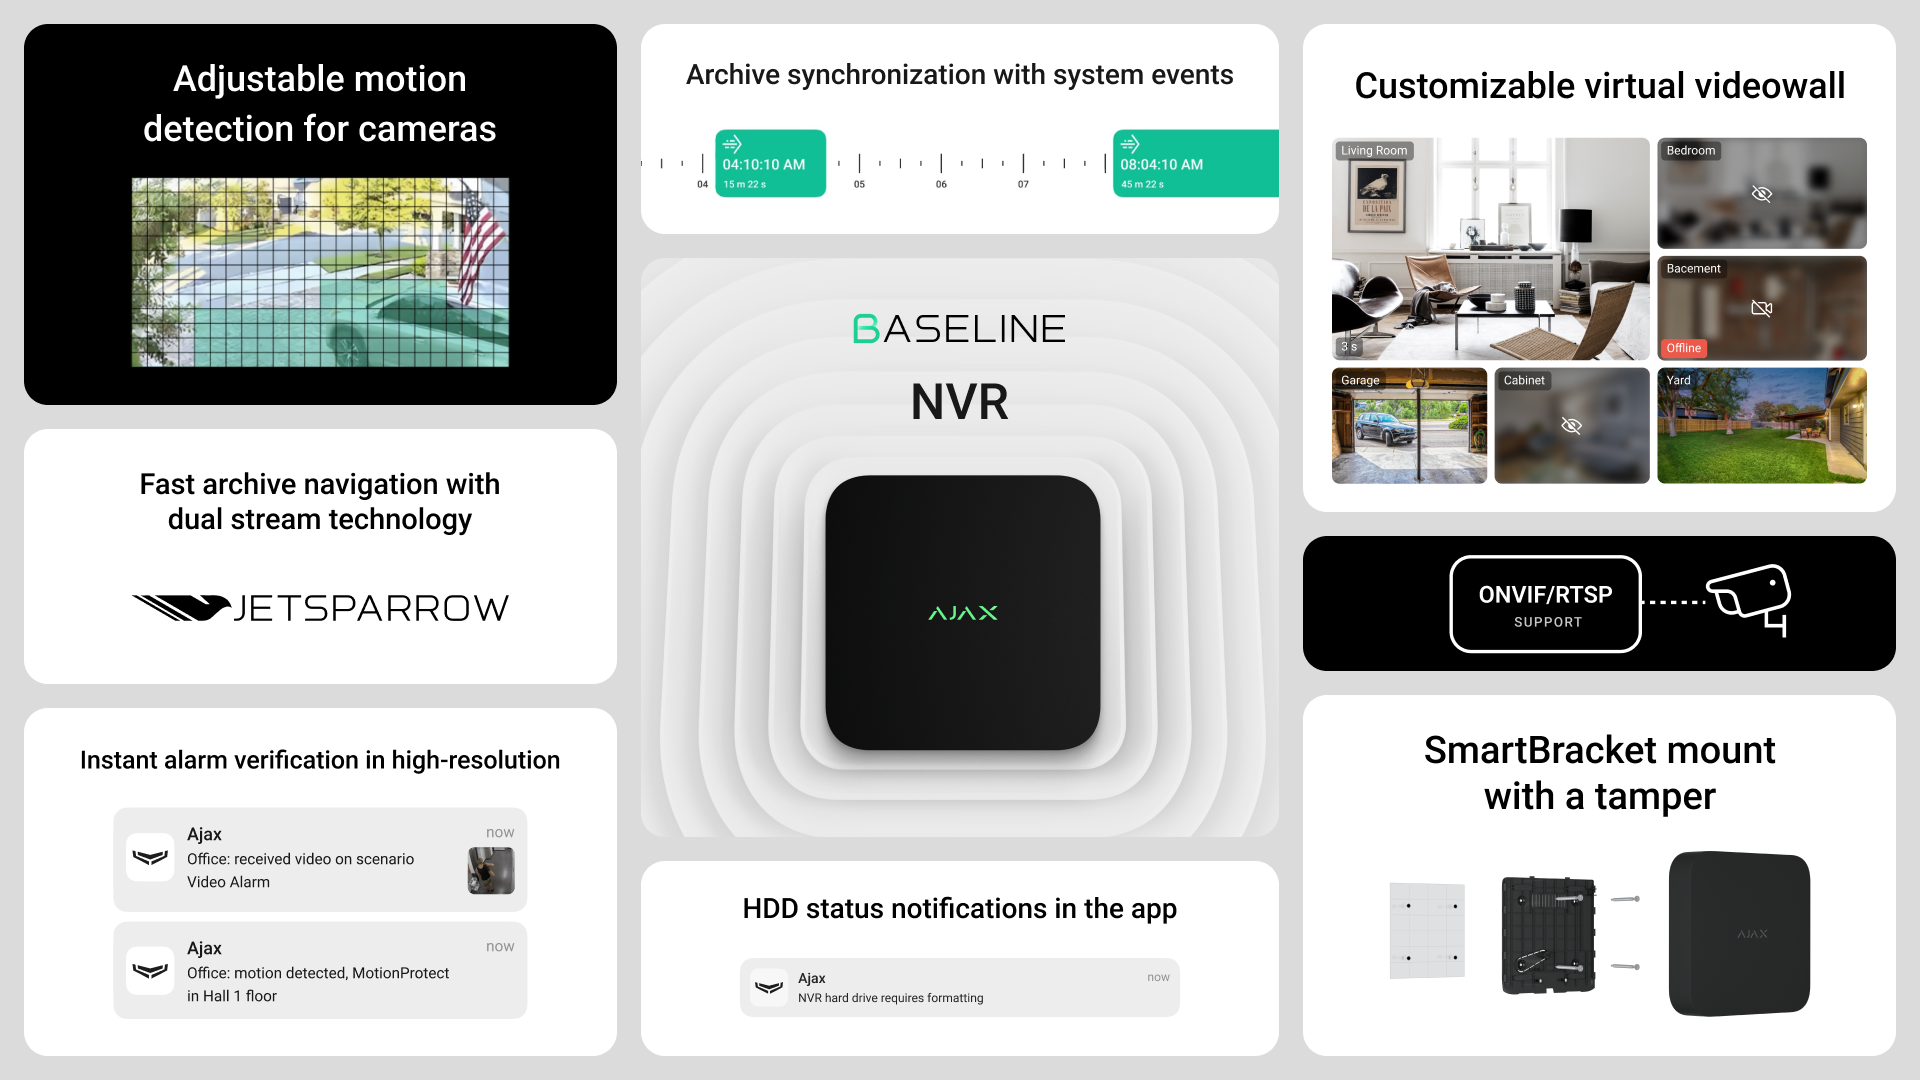 Adjustable motion
detection for cameras
Fast archive navigation with
dual stream technology
JETSPARROW
Instant alarm verification in high-resolution
Ajax
now
Office: received video on scenario
Video Alarm
Ajax
now
Office: motion detected, MotionProtect
in Hall 1 floor
Archive synchronization with system events
04:10:10 AM
15 m 22 s
08:04:10 AM
45 m 22 s
04
05
06
07
BASELINE
NVR
AJAX
HDD status notifications in the app
Ajax
now
NVR hard drive requires formatting
Customizable virtual videowall
Living Room
EXPOSITION
DE LA PAIX
3 s
Bedroom
Bacement
Offline
Garage
Cabinet
Yard
ONVIF/RTSP
SUPPORT
SmartBracket mount
with a tamper
AJAX